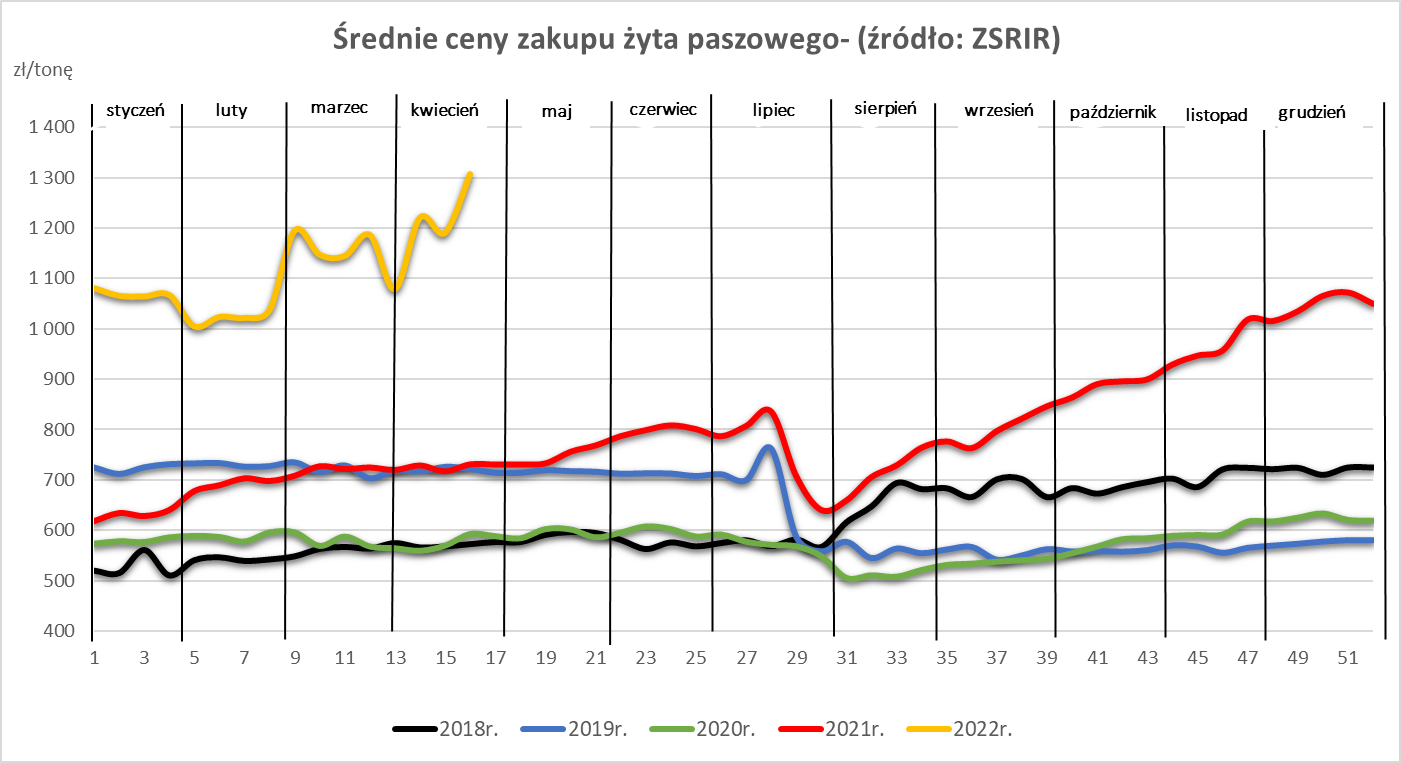 Średnie ceny zakupu żyta paszowego- (źródło: ZSRIR)
zł/tonę
styczeń luty marzec kwiecień maj czerwiec lipiec sierpień wrzesień październik listopad grudzień
1 400
1 300
1 200
1 100
1 000
900
800
700
600
500
400
1 3 5 7 9 11 13 15 17 19 21 23 25 27 29 31 33 35 37 39 41 43 45 47 49 51
2018r. 2019r. 2020r. 2021r. 2022r.